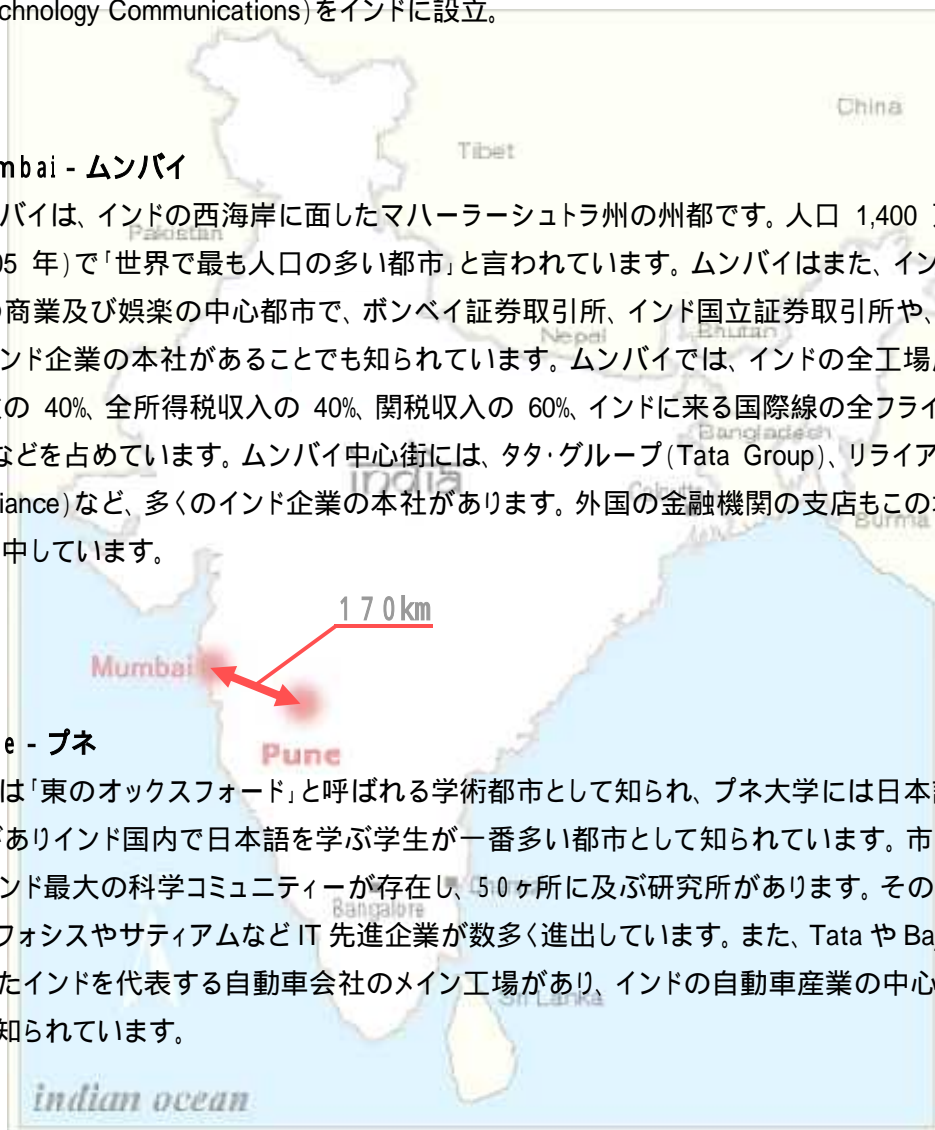 chnology Communications)をインドに設立。
China
Tibet
mbai - ムンバイ
バイは、インドの西海岸に面したマハーラーシュトラ州の州都です。人口 1,400
Pakistan
05 年)で「世界で最も人口の多い都市」と言われています。ムンバイはまた、イン
商業及び娯楽の中心都市で、ボンベイ証券取引所、インド国立証券取引所や、
Nepal
Bhutan
ンド企業の本社があることでも知られています。ムンバイでは、インドの全工場
の 40%、全所得税収入の 40%、関税収入の 60%、インドに来る国際線の全フライ
Bangladesh
などを占めています。ムンバイ中心街には、タタ・グループ(Tata Group)、リライア
india
Calcutta
iance)など、多くのインド企業の本社があります。外国の金融機関の支店もこの
Burma
中しています。
170km
Mumbai
Pune
e - プネ
は「東のオックスフォード」と呼ばれる学術都市として知られ、プネ大学には日本
がありインド国内で日本語を学ぶ学生が一番多い都市として知られています。市
ンド最大の科学コミュニティーが存在し、50ヶ所に及ぶ研究所があります。その
Bangalore
フォシスやサティアムなど IT 先進企業が数多く進出しています。また、Tata や Ba
たインドを代表する自動車会社のメイン工場があり、インドの自動車産業の中心
Sri Lanka
知られています。
indian ocean